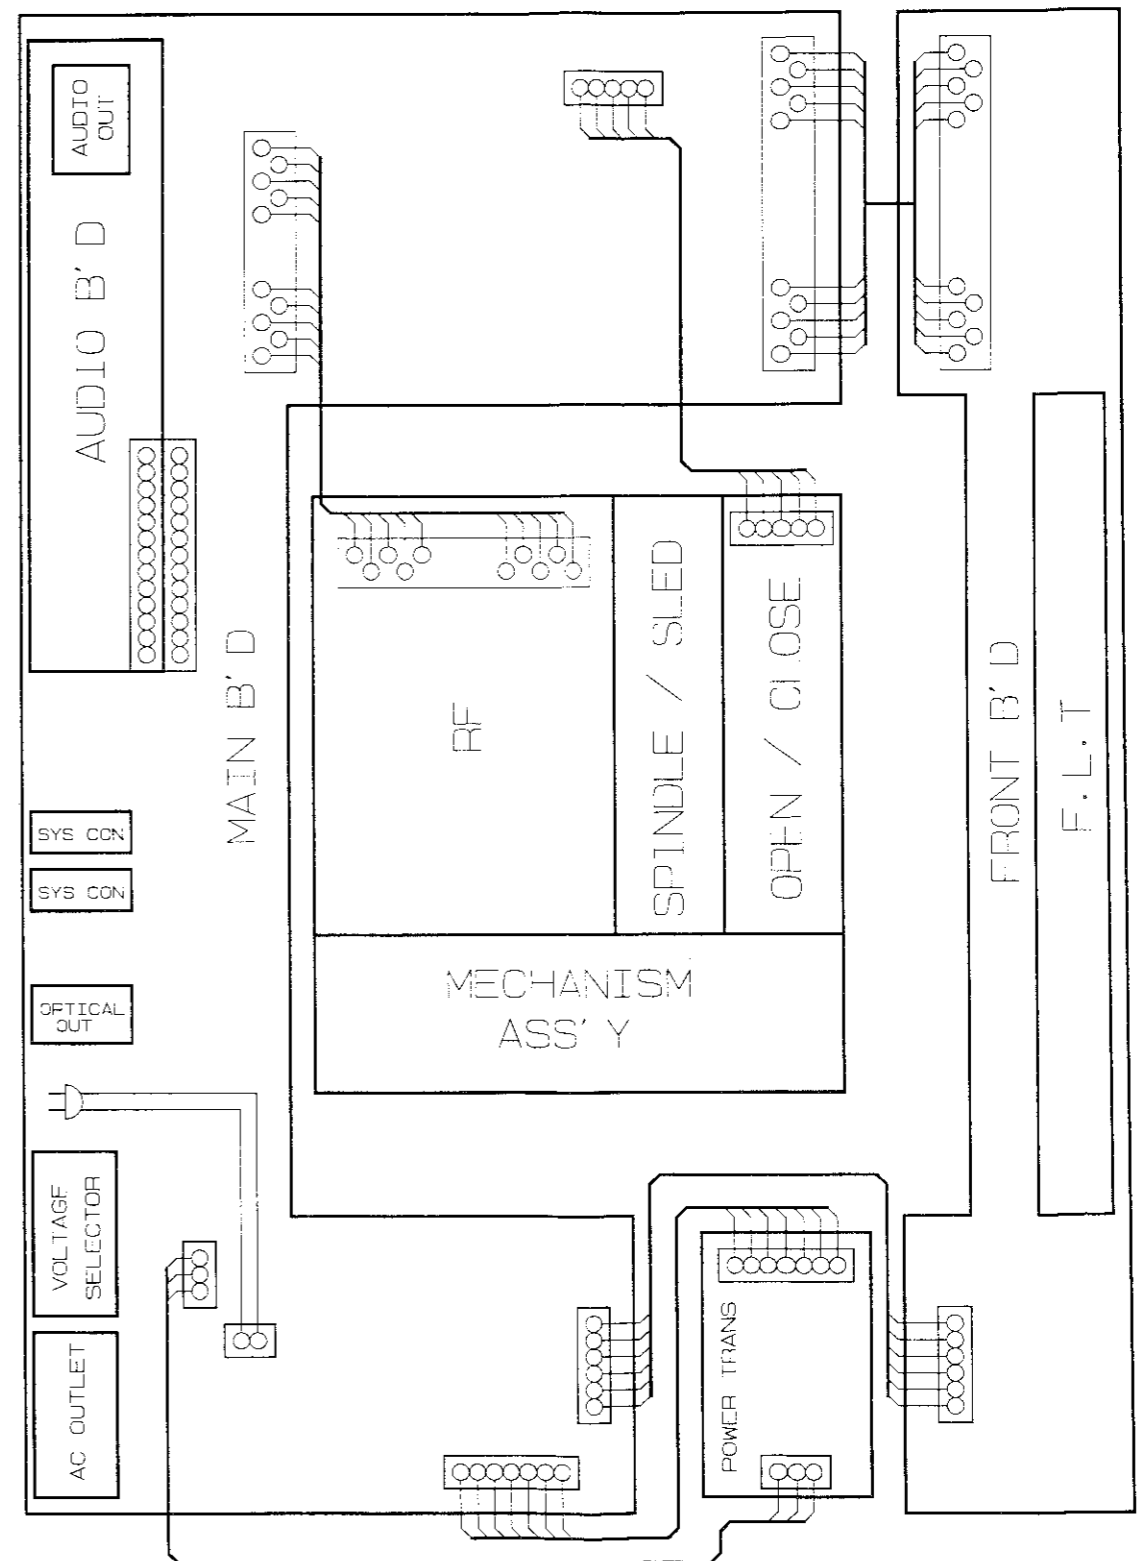 AUDIO
OUT
AUDIO B' D
MAIN B' D
SYS CON
SYS CON
OPTICAL
OUT
VOLTAGE
SELECTOR
AC OUTLET
RF
SPINDLE / SLED
OPEN / CLOSE
MECHANISM
ASS' Y
POWER TRANS
FRONT B' D
F.L.T